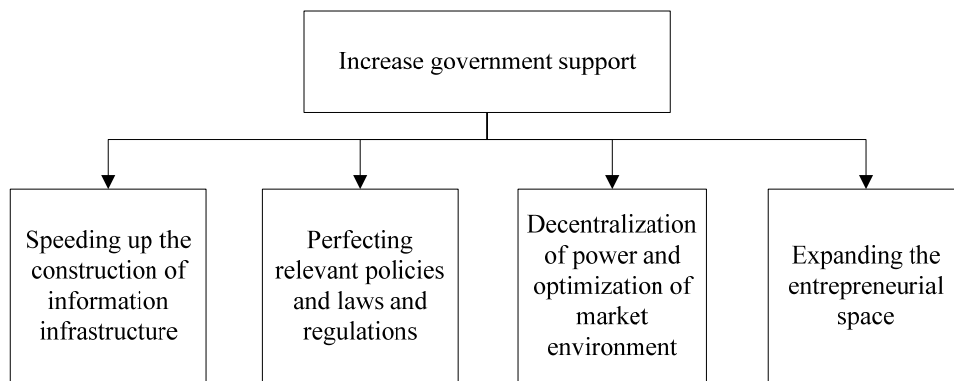 Increase government support
Speeding up the
construction of
information
infrastructure
Perfecting
relevant policies
and laws and
regulations
Decentralization
of power and
optimization of
market
environment
Expanding the
entrepreneurial
space